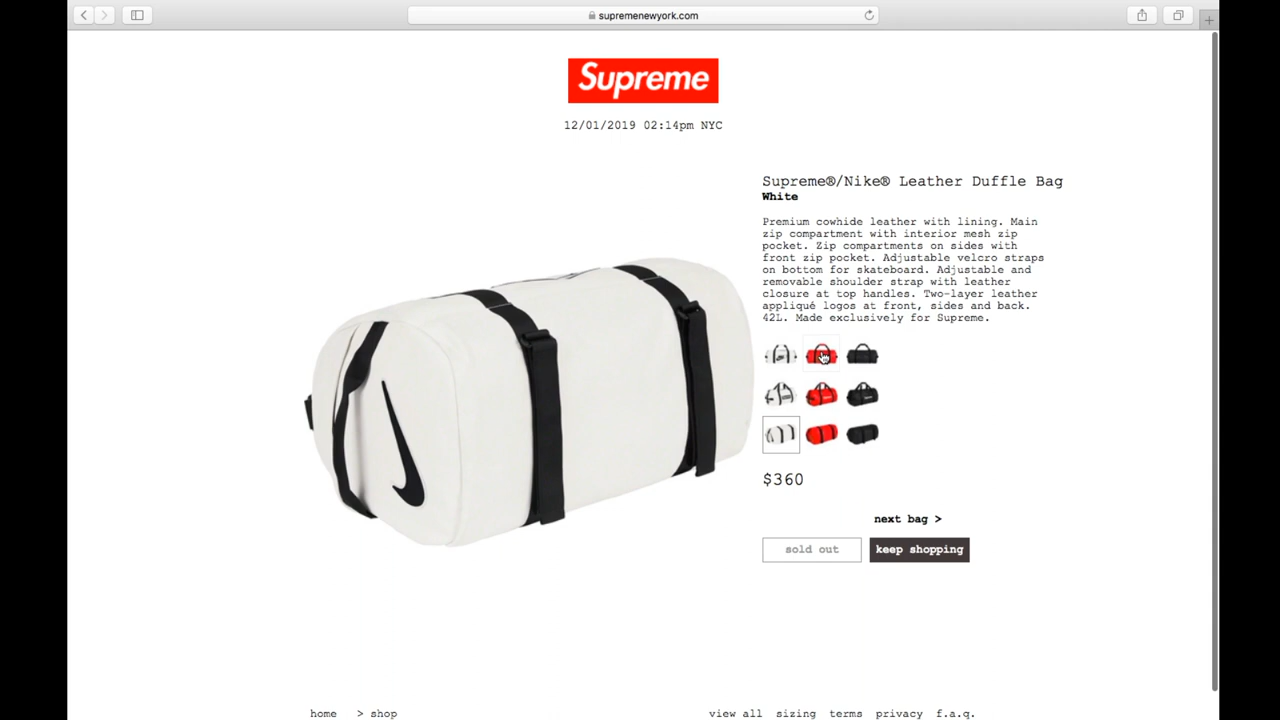 supremenewyork.com
Supreme
12/01/2019 02:14pm NYC
Supreme®/Nike® Leather Duffle Bag
White
Premium cowhide leather with lining. Main
zip compartment with interior mesh zip
pocket. Zip compartments on sides with
front zip pocket. Adjustable velcro straps
on bottom for skateboard. Adjustable and
removable shoulder strap with leather
closure at top handles. Two-layer leather
appliqué logos at front, sides and back.
42L. Made exclusively for Supreme.
$360
next bag >
sold out
keep shopping
home > shop
view all sizing terms privacy f.a.q.